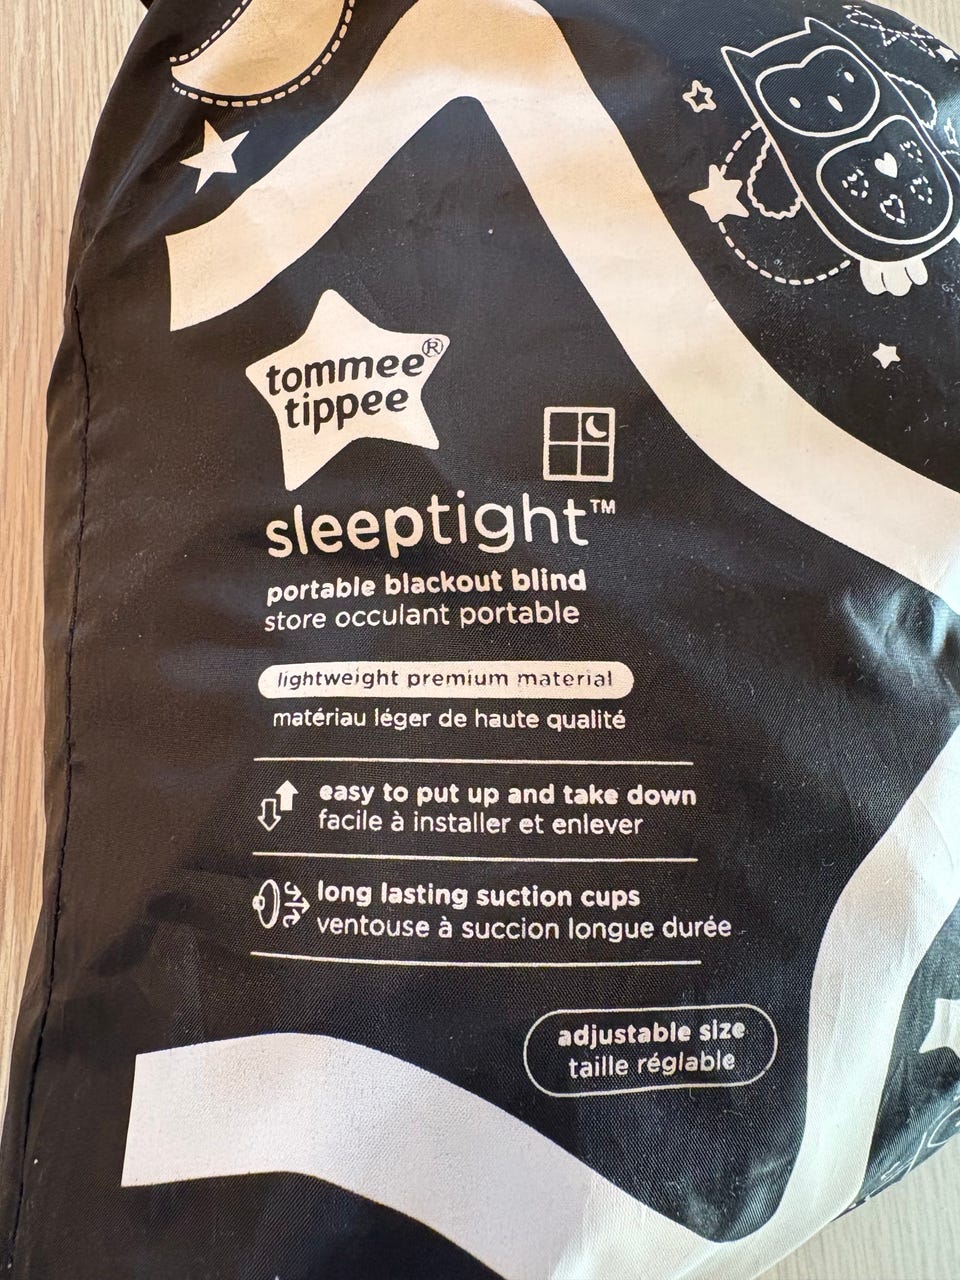 tommee®
tippee
sleeptight™
portable blackout blind
store occulant portable
lightweight premium material
matériau léger de haute qualité
easy to put up and take down
facile à installer et enlever
long lasting suction cups
ventouse à succion longue durée
adjustable size
taille réglable